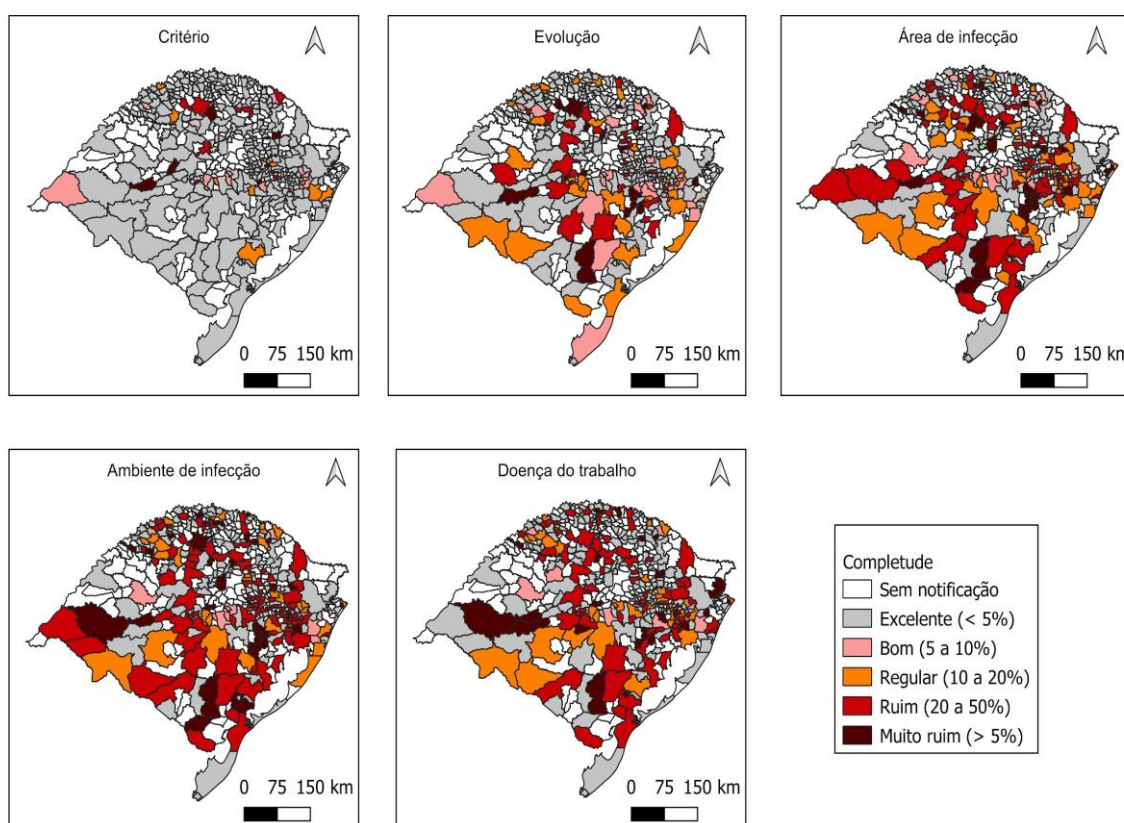 Critério
0 75 150 km
Evolução
0 75 150 km
Área de infecção
0 75 150 km
Ambiente de infecção
0 75 150 km
Doença do trabalho
0 75 150 km
Completude
Sem notificação
Excelente (< 5%)
Bom (5 a 10%)
Regular (10 a 20%)
Ruim (20 a 50%)
Muito ruim (> 5%)